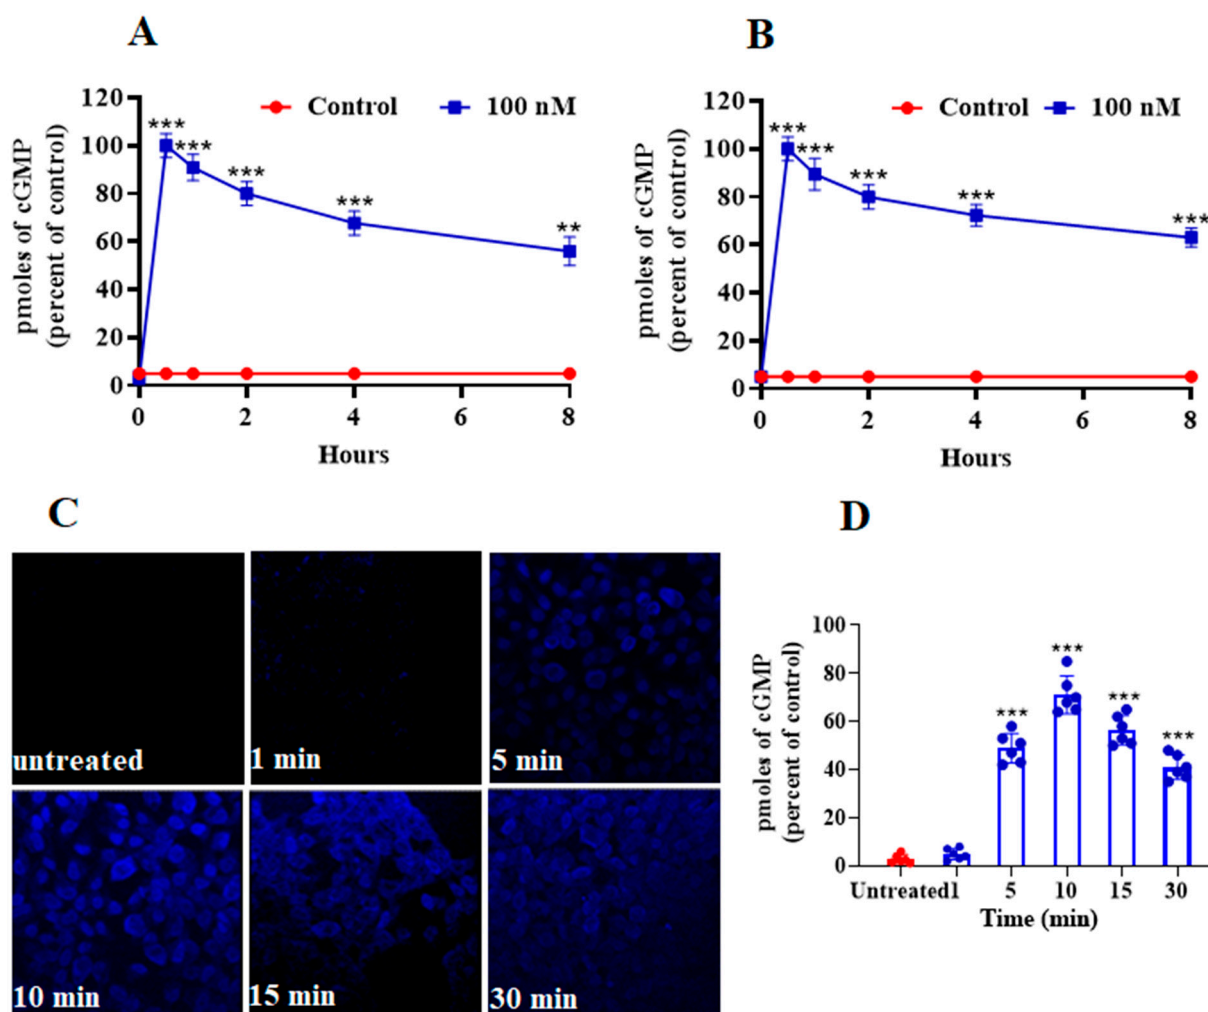 A
120
100
80
60
40
20
0
pmoles of cGMP
(percent of control)
Control
100 nM
***
***
***
***
**
0
2
4
6
8
Hours
B
120
100
80
60
40
20
0
pmoles of cGMP
(percent of control)
Control
100 nM
***
***
***
***
***
0
2
4
6
8
Hours
C
untreated
1 min
5 min
10 min
15 min
30 min
D
100
80
60
40
20
0
pmoles of cGMP
(percent of control)
***
***
***
***
Untreated
1
5
10
15
30
Time (min)